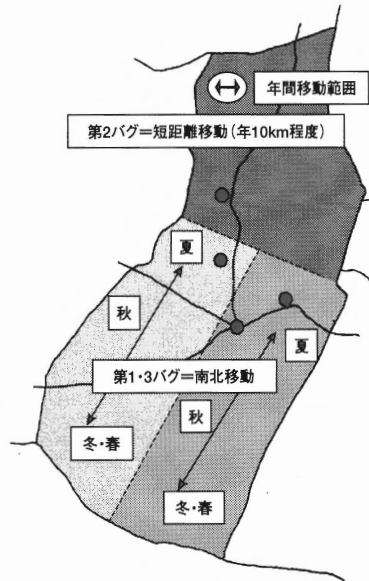 年間移動範囲
第2バグ＝短距離移動（年10km程度）
夏
秋
夏
第1・3バグ＝南北移動
秋
冬・春
冬・春